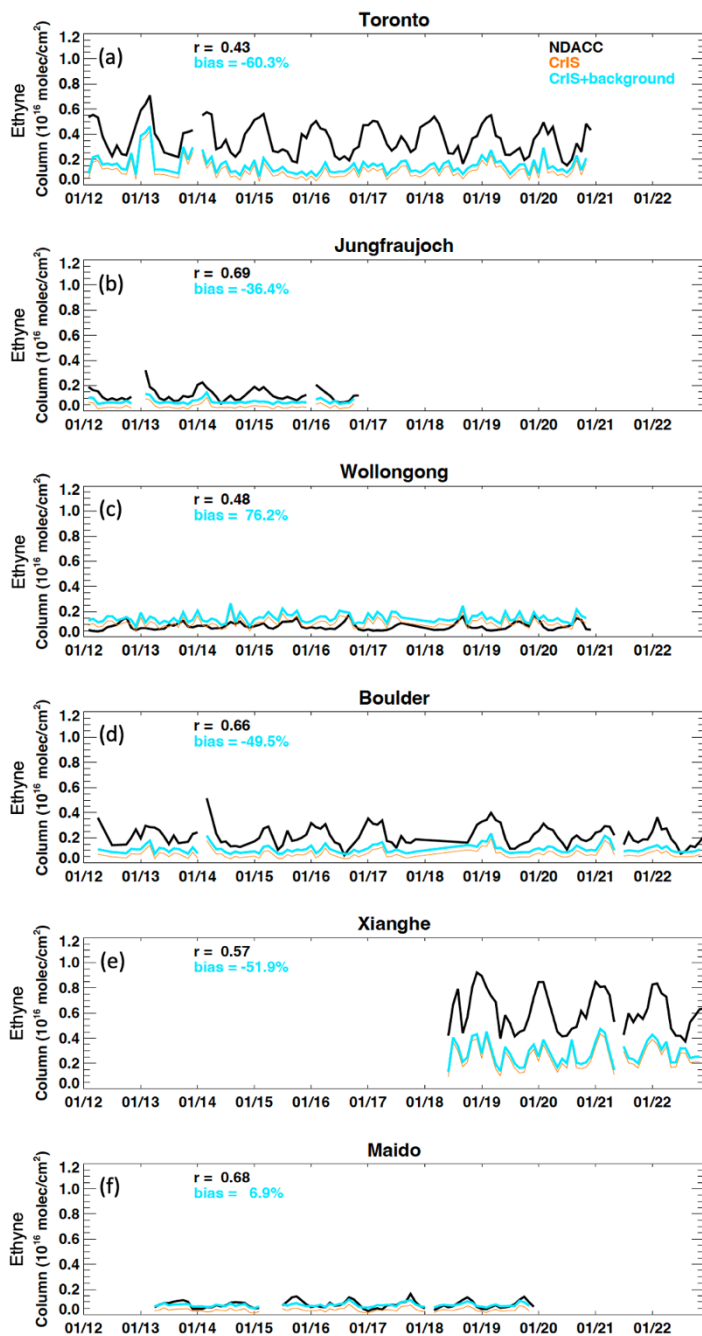 Toronto
(a)
r = 0.43
bias = -60.3%
NDACC
CrIS
CrIS+background
Ethyne
Column (10¹⁶ molec/cm²)
1.2
1.0
0.8
0.6
0.4
0.2
0.0
01/12 01/13 01/14 01/15 01/16 01/17 01/18 01/19 01/20 01/21 01/22
Jungfraujoch
(b)
r = 0.69
bias = -36.4%
Ethyne
Column (10¹⁶ molec/cm²)
1.2
1.0
0.8
0.6
0.4
0.2
0.0
01/12 01/13 01/14 01/15 01/16 01/17 01/18 01/19 01/20 01/21 01/22
Wollongong
(c)
r = 0.48
bias = 76.2%
Ethyne
Column (10¹⁶ molec/cm²)
1.2
1.0
0.8
0.6
0.4
0.2
0.0
01/12 01/13 01/14 01/15 01/16 01/17 01/18 01/19 01/20 01/21 01/22
Boulder
(d)
r = 0.66
bias = -49.5%
Ethyne
Column (10¹⁶ molec/cm²)
1.2
1.0
0.8
0.6
0.4
0.2
0.0
01/12 01/13 01/14 01/15 01/16 01/17 01/18 01/19 01/20 01/21 01/22
Xianghe
(e)
r = 0.57
bias = -51.9%
Ethyne
Column (10¹⁶ molec/cm²)
1.2
1.0
0.8
0.6
0.4
0.2
0.0
01/12 01/13 01/14 01/15 01/16 01/17 01/18 01/19 01/20 01/21 01/22
Maido
(f)
r = 0.68
bias = 6.9%
Ethyne
Column (10¹⁶ molec/cm²)
1.2
1.0
0.8
0.6
0.4
0.2
0.0
01/12 01/13 01/14 01/15 01/16 01/17 01/18 01/19 01/20 01/21 01/22